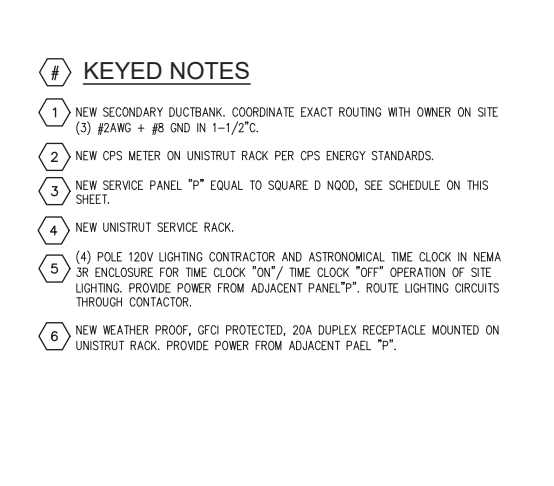 # KEYED NOTES
1 NEW SECONDARY DUCTBANK. COORDINATE EXACT ROUTING WITH OWNER ON SITE
(3) #2AWG + #8 GND IN 1-1/2"C.
2 NEW CPS METER ON UNISTRUT RACK PER CPS ENERGY STANDARDS.
3 NEW SERVICE PANEL "P" EQUAL TO SQUARE D NQOD, SEE SCHEDULE ON THIS
SHEET.
4 NEW UNISTRUT SERVICE RACK.
(4) POLE 120V LIGHTING CONTRACTOR AND ASTRONOMICAL TIME CLOCK IN NEMA
5 3R ENCLOSURE FOR TIME CLOCK "ON"/ TIME CLOCK "OFF" OPERATION OF SITE
LIGHTING. PROVIDE POWER FROM ADJACENT PANEL"P". ROUTE LIGHTING CIRCUITS
THROUGH CONTACTOR.
6 NEW WEATHER PROOF, GFCI PROTECTED, 20A DUPLEX RECEPTACLE MOUNTED ON
UNISTRUT RACK. PROVIDE POWER FROM ADJACENT PAEL "P".